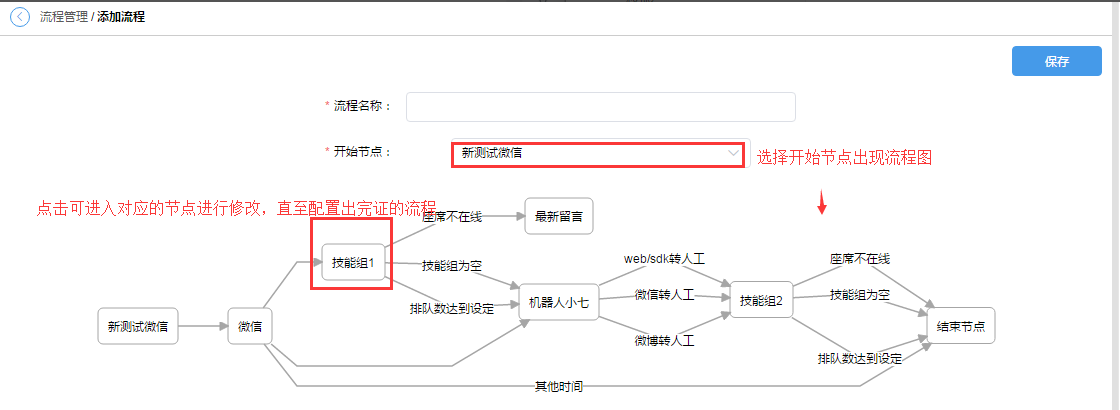 流程管理 / 添加流程
保存
* 流程名称：
* 开始节点：
新测试微信
选择开始节点出现流程图
点击可进入对应的节点进行修改，直至配置出完证的流程
座席不在线
最新留言
技能组1
技能组为空
排队数达到设定
web/sdk转人工
微信转人工
微博转人工
座席不在线
技能组为空
排队数达到设定
机器人小七
技能组2
新测试微信
微信
结束节点
其他时间